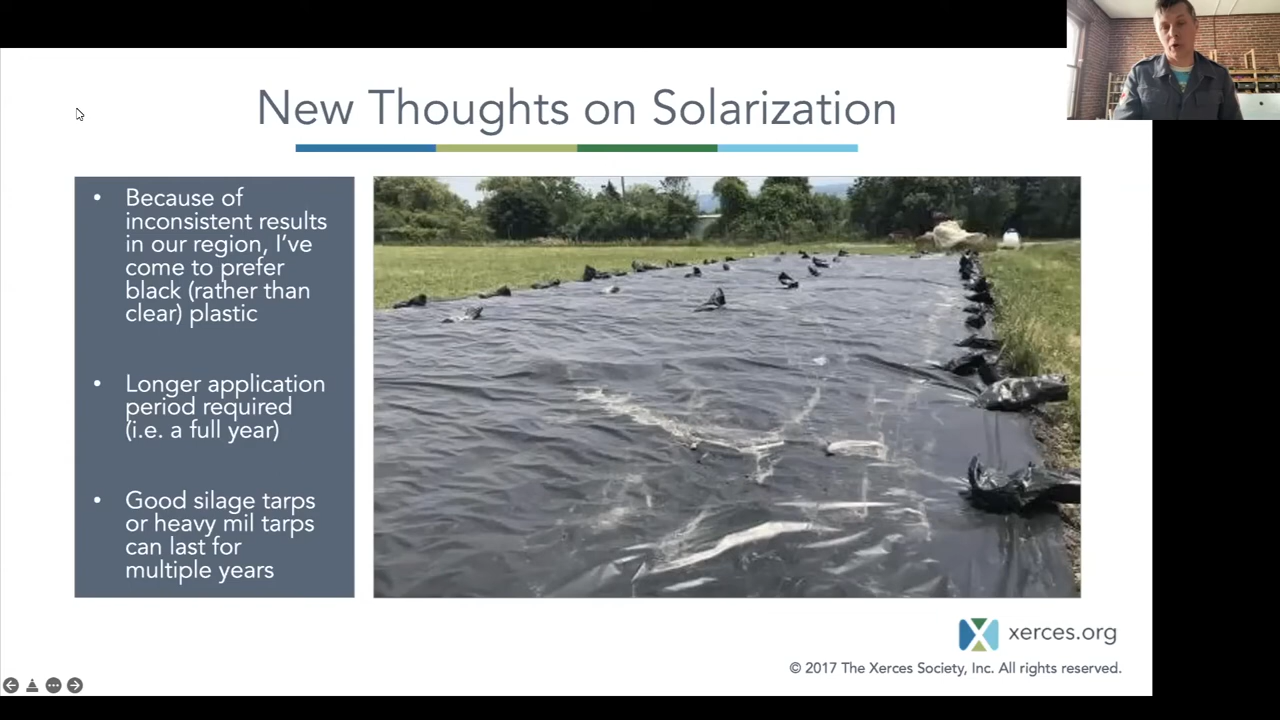 New Thoughts on Solarization
• Because of
inconsistent results
in our region, I've
come to prefer
black (rather than
clear) plastic
• Longer application
period required
(i.e. a full year)
• Good silage tarps
or heavy mil tarps
can last for
multiple years
xerces.org
© 2017 The Xerces Society, Inc. All rights reserved.